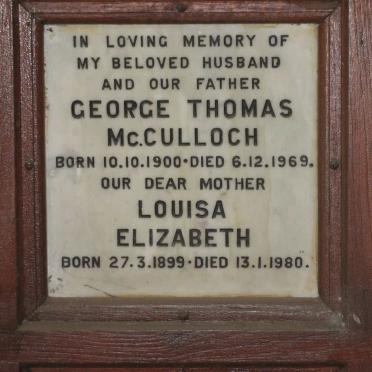 IN LOVING MEMORY OF
MY BELOVED HUSBAND
AND OUR FATHER
GEORGE THOMAS
McCULLOCH
BORN 10.10.1900·DIED 6.12.1969.
OUR DEAR MOTHER
LOUISA
ELIZABETH
BORN 27.3.1899·DIED 13.1.1980.